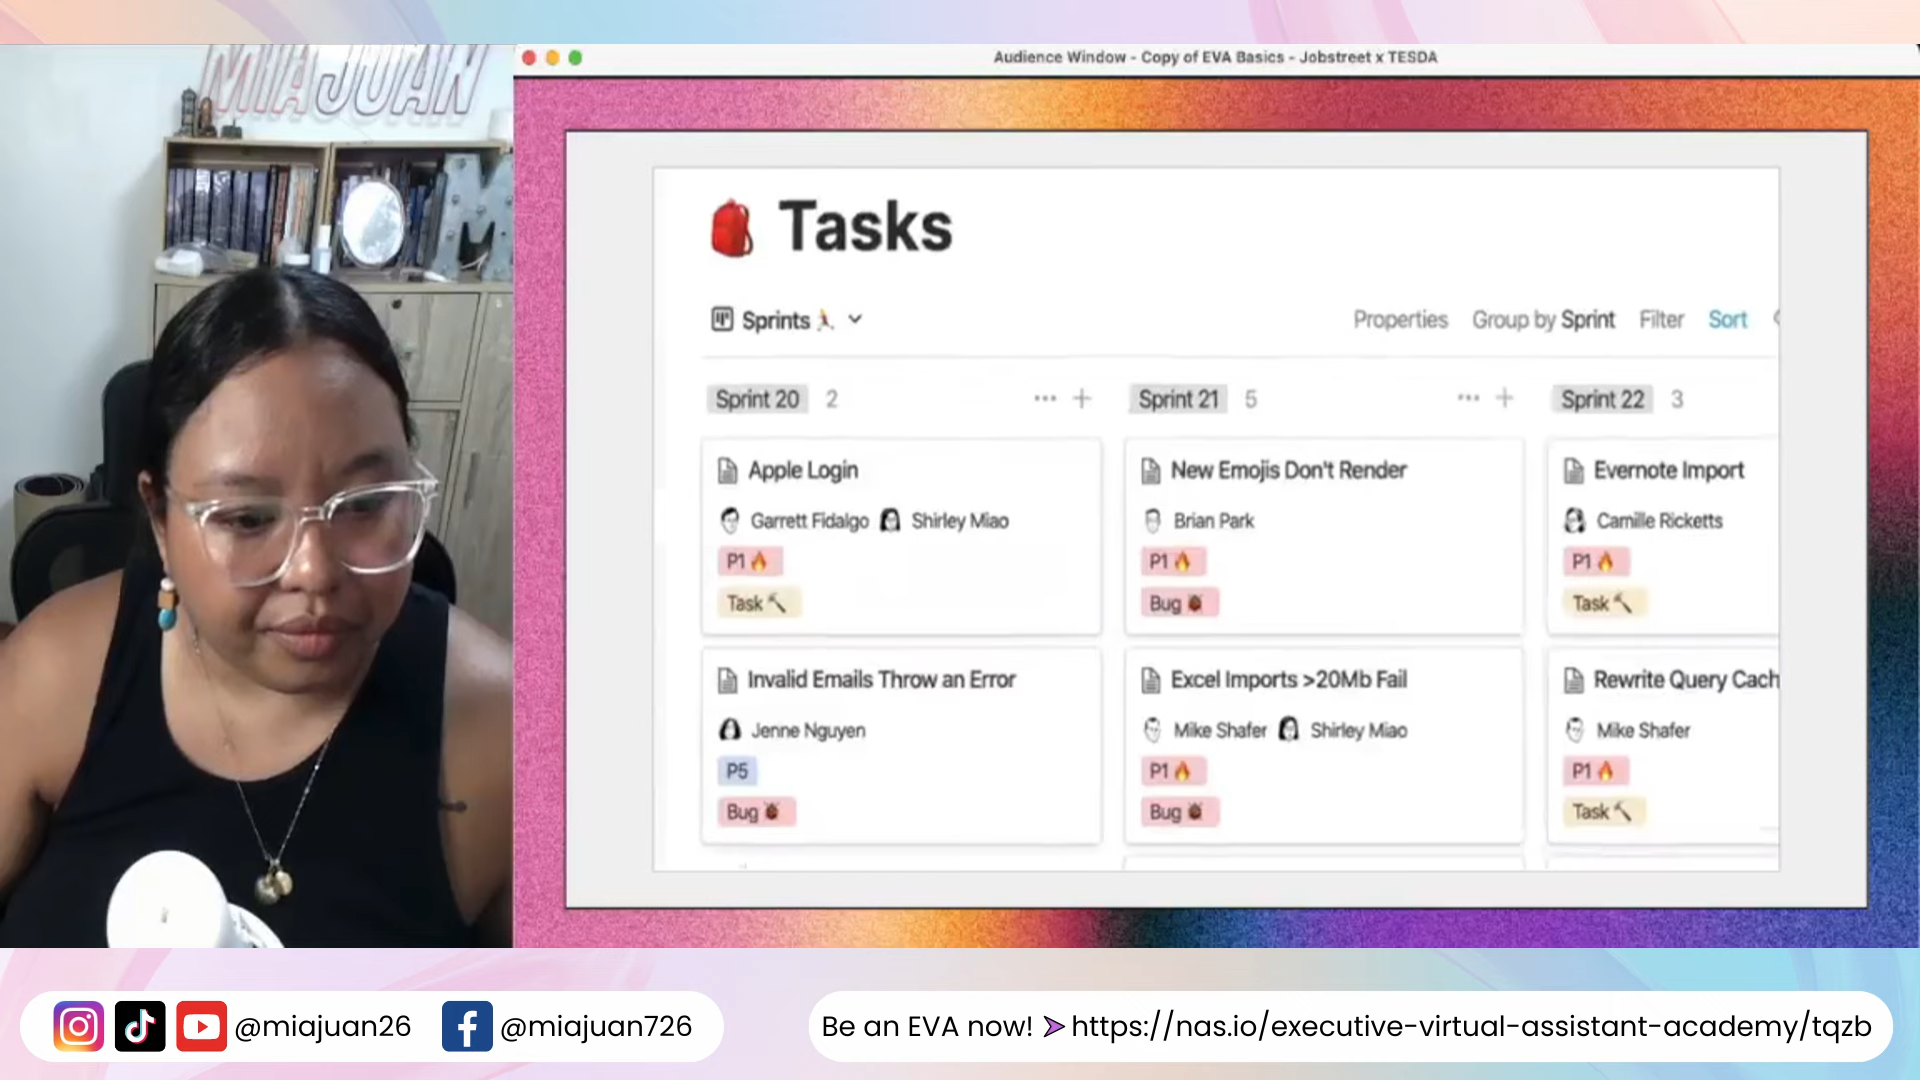 MIAJUAN
Audience Window - Copy of EVA Basics - Jobstreet x TESDA
Tasks
Sprints
Properties Group by Sprint Filter Sort
Sprint 20 2
Sprint 21 5
Sprint 22 3
Apple Login
Garrett Fidalgo Shirley Miao
P1
Task
New Emojis Don't Render
Brian Park
P1
Bug
Evernote Import
Camille Ricketts
P1
Task
Invalid Emails Throw an Error
Jenne Nguyen
P5
Bug
Excel Imports >20Mb Fail
Mike Shafer Shirley Miao
P1
Bug
Rewrite Query Cach
Mike Shafer
P1
Task
@miajuan26 @miajuan726
Be an EVA now! ➤ https://nas.io/executive-virtual-assistant-academy/tqzb